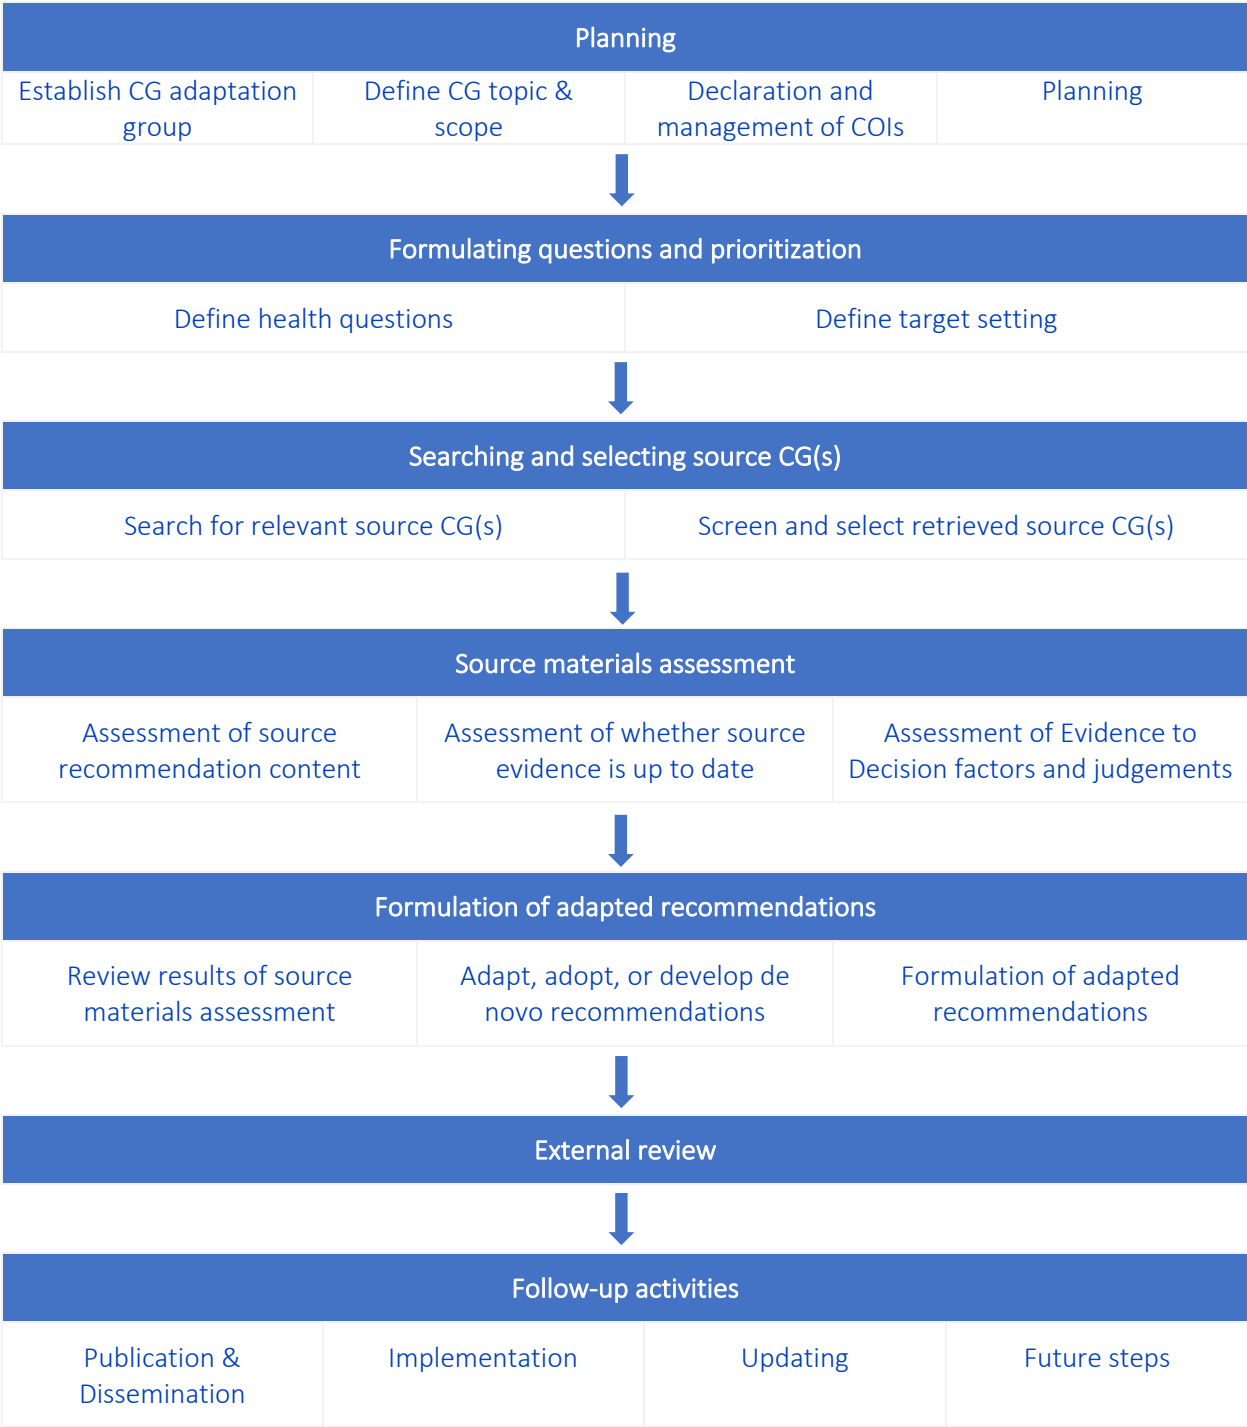 Planning
Establish CG adaptation
group
Define CG topic &
scope
Declaration and
management of COIs
Planning
Formulating questions and prioritization
Define health questions
Define target setting
Searching and selecting source CG(s)
Search for relevant source CG(s)
Screen and select retrieved source CG(s)
Source materials assessment
Assessment of source
recommendation content
Assessment of whether source
evidence is up to date
Assessment of Evidence to
Decision factors and judgements
Formulation of adapted recommendations
Review results of source
materials assessment
Adapt, adopt, or develop de
novo recommendations
Formulation of adapted
recommendations
External review
Follow-up activities
Publication &
Dissemination
Implementation
Updating
Future steps